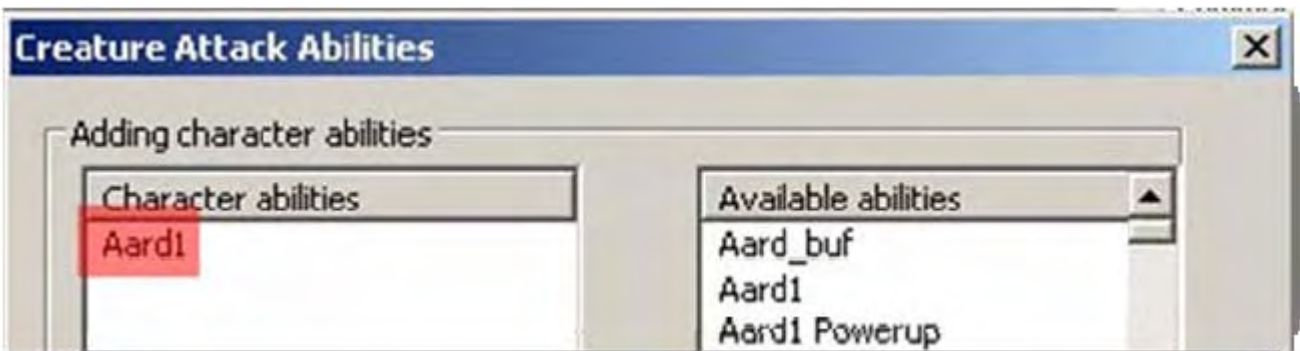 Creature Attack Abilities
Adding character abilities
Character abilities
Aard1
Available abilities
Aard_buf
Aard1
Aard1 Powerup